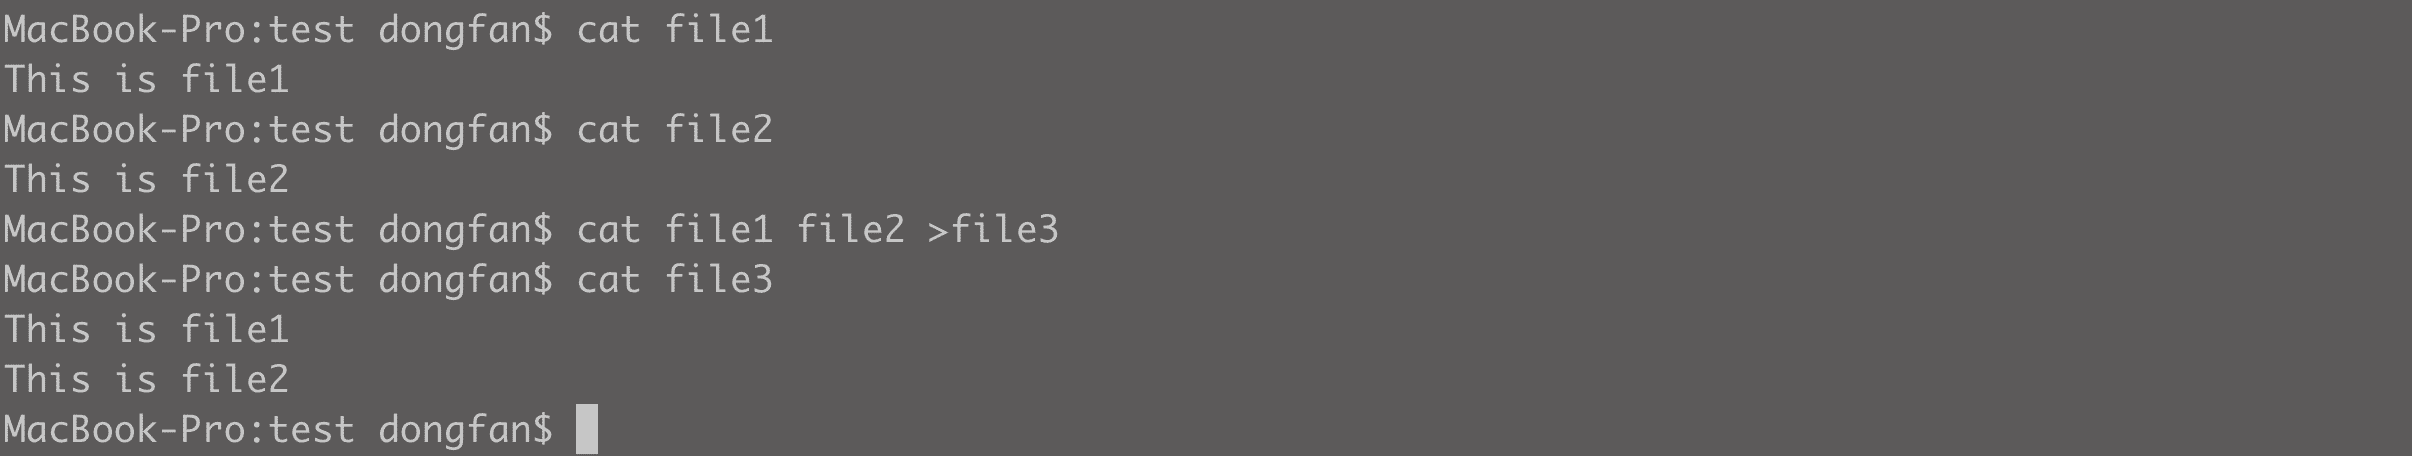 MacBook-Pro:test dongfan$ cat file1
This is file1
MacBook-Pro:test dongfan$ cat file2
This is file2
MacBook-Pro:test dongfan$ cat file1 file2 >file3
MacBook-Pro:test dongfan$ cat file3
This is file1
This is file2
MacBook-Pro:test dongfan$